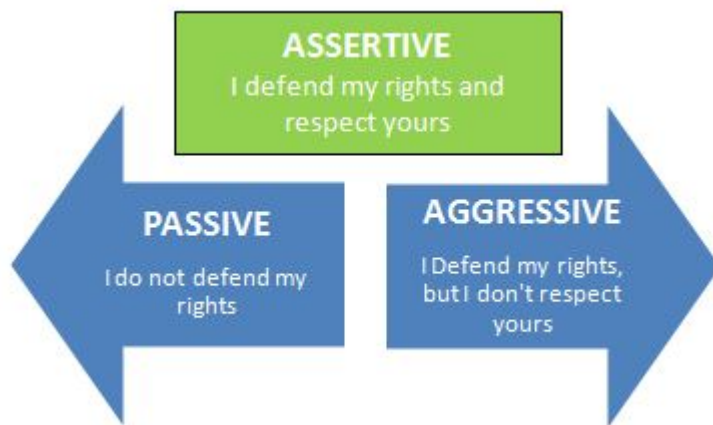 ASSERTIVE
I defend my rights and
respect yours
PASSIVE
I do not defend my
rights
AGGRESSIVE
I Defend my rights,
but I don't respect
yours